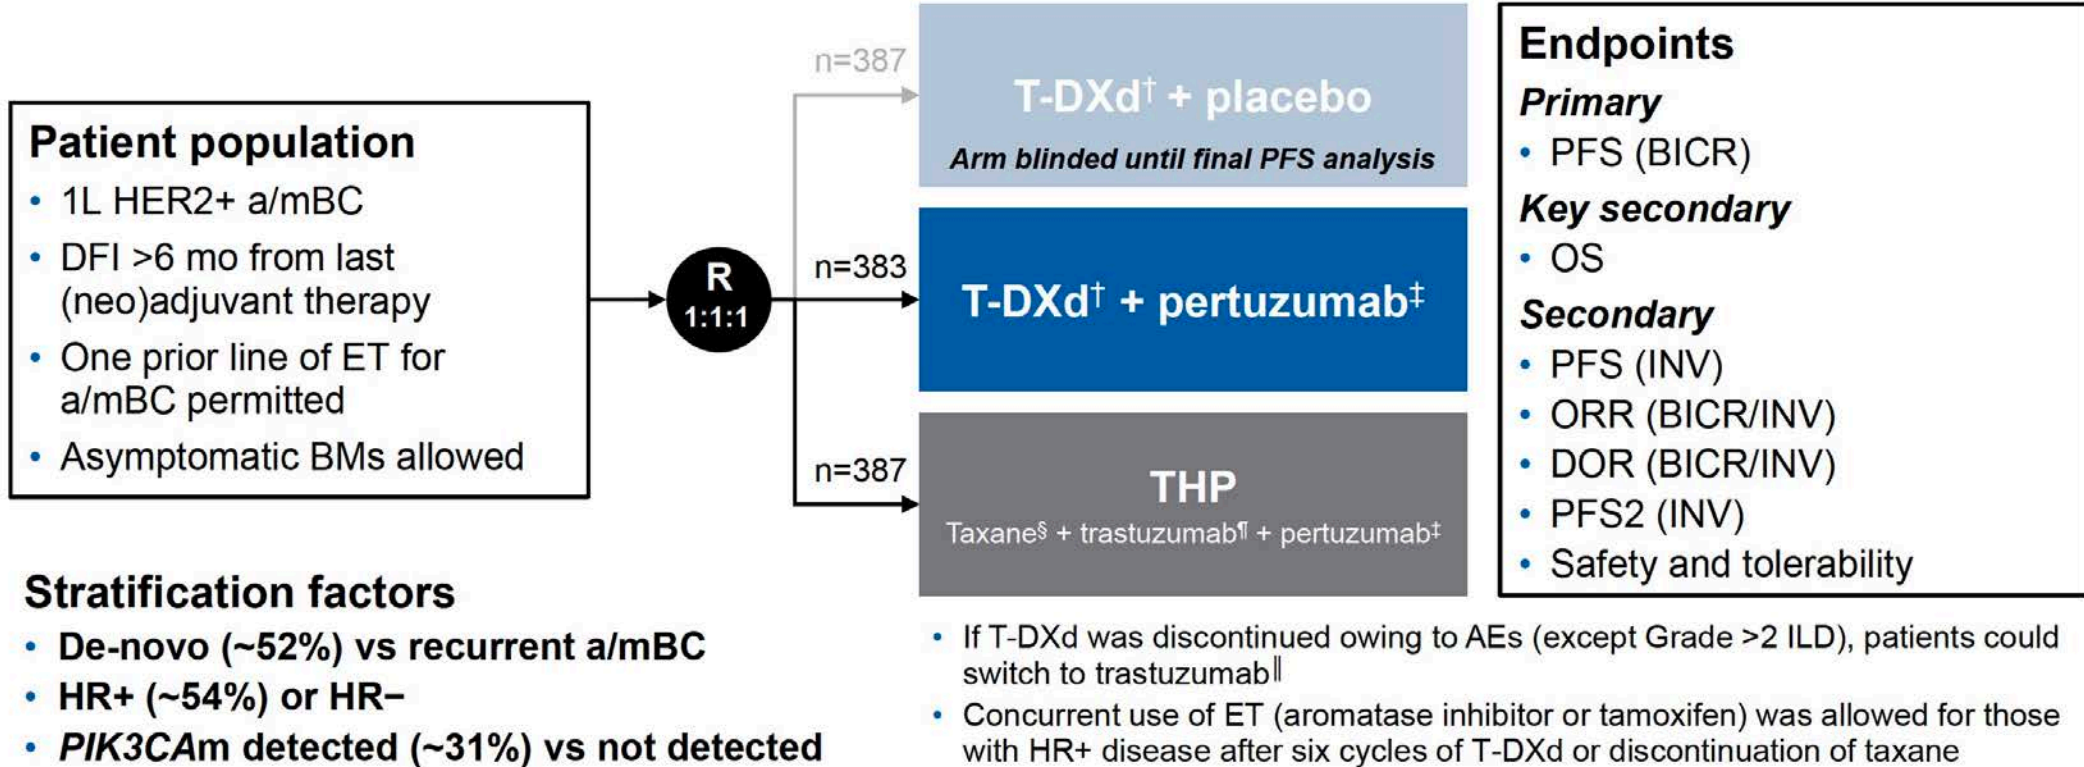 Patient population
• 1L HER2+ a/mBC
• DFI >6 mo from last
(neo)adjuvant therapy
• One prior line of ET for
a/mBC permitted
• Asymptomatic BMs allowed
Stratification factors
• De-novo (~52%) vs recurrent a/mBC
• HR+ (~54%) or HR−
• PIK3CAm detected (~31%) vs not detected
R
1:1:1
n=387
T-DXd† + placebo
Arm blinded until final PFS analysis
n=383
T-DXd† + pertuzumab‡
n=387
THP
Taxane§ + trastuzumab¶ + pertuzumab‡
• If T-DXd was discontinued owing to AEs (except Grade >2 ILD), patients could
switch to trastuzumab‖
• Concurrent use of ET (aromatase inhibitor or tamoxifen) was allowed for those
with HR+ disease after six cycles of T-DXd or discontinuation of taxane
Endpoints
Primary
• PFS (BICR)
Key secondary
• OS
Secondary
• PFS (INV)
• ORR (BICR/INV)
• DOR (BICR/INV)
• PFS2 (INV)
• Safety and tolerability